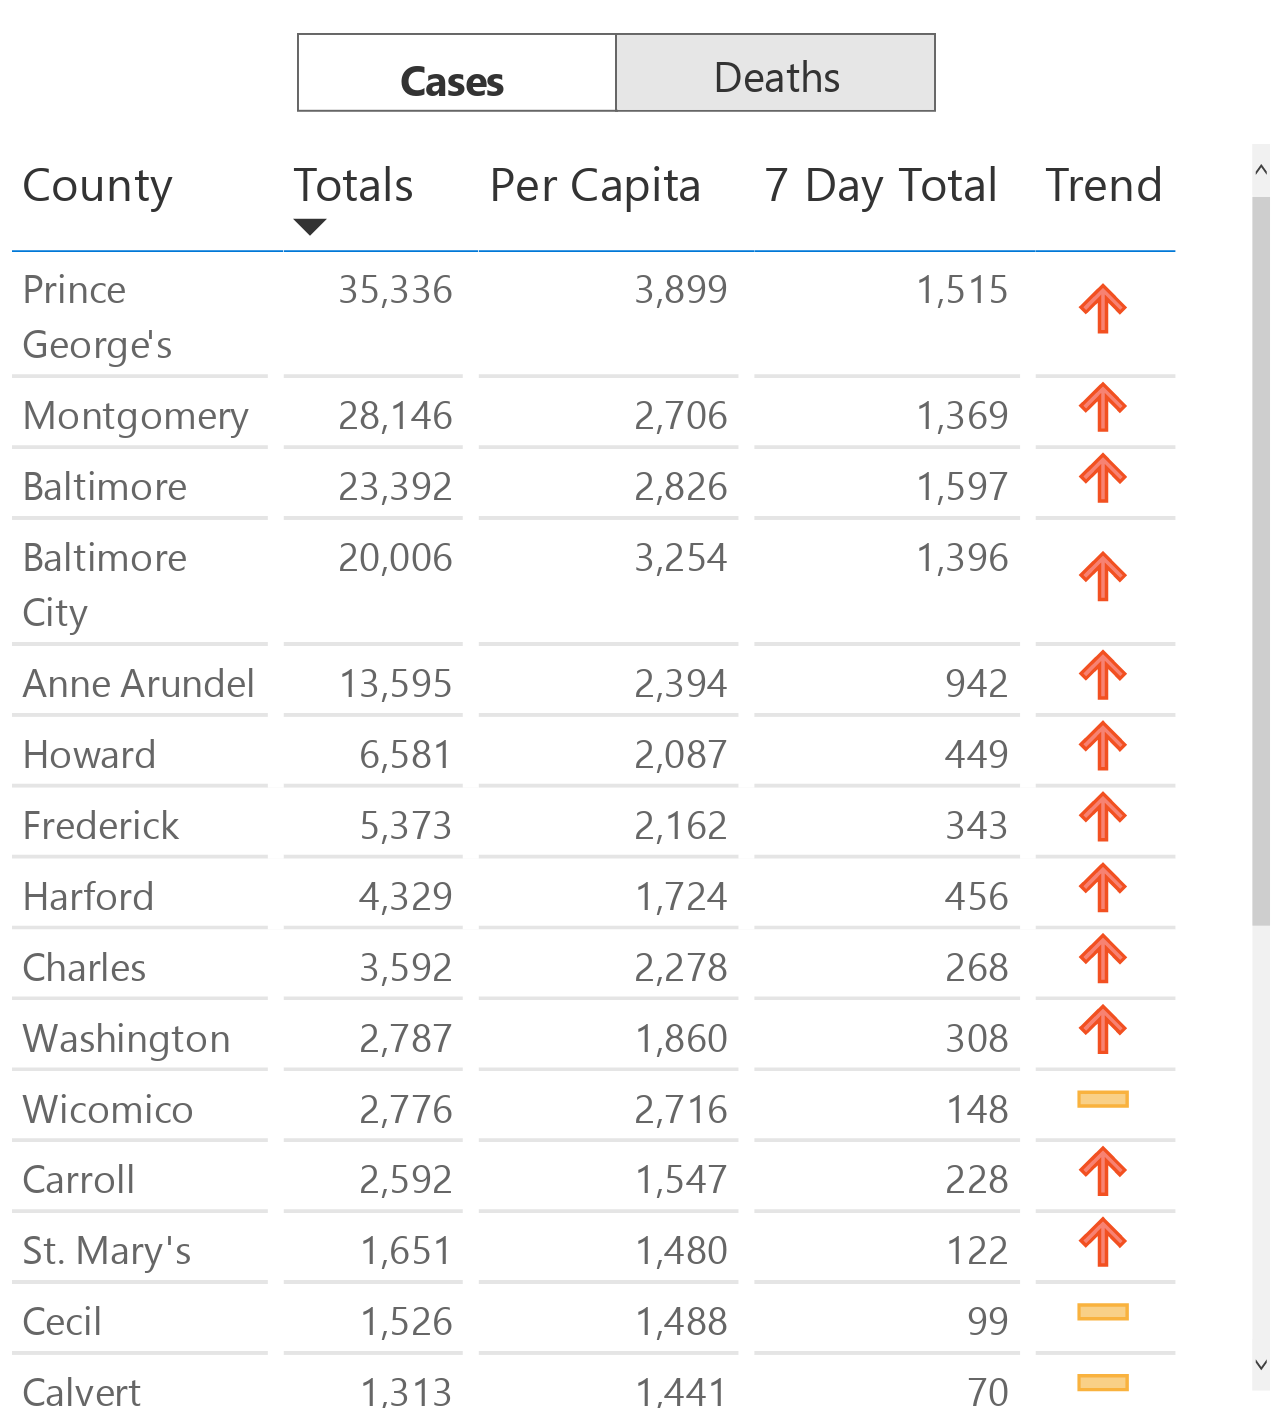 Cases Deaths
County Totals Per Capita 7 Day Total Trend
Prince George's 35,336 3,899 1,515
Montgomery 28,146 2,706 1,369
Baltimore 23,392 2,826 1,597
Baltimore City 20,006 3,254 1,396
Anne Arundel 13,595 2,394 942
Howard 6,581 2,087 449
Frederick 5,373 2,162 343
Harford 4,329 1,724 456
Charles 3,592 2,278 268
Washington 2,787 1,860 308
Wicomico 2,776 2,716 148
Carroll 2,592 1,547 228
St. Mary's 1,651 1,480 122
Cecil 1,526 1,488 99
Calvert 1,313 1,441 70